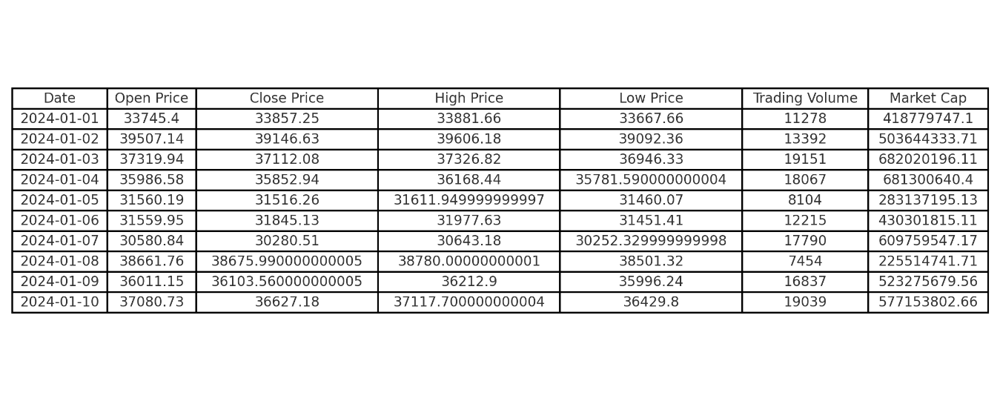 Date Open Price Close Price High Price Low Price Trading Volume Market Cap
2024-01-01 33745.4 33857.25 33881.66 33667.66 11278 418779747.1
2024-01-02 39507.14 39146.63 39606.18 39092.36 13392 503644333.71
2024-01-03 37319.94 37112.08 37326.82 36946.33 19151 682020196.11
2024-01-04 35986.58 35852.94 36168.44 35781.590000000004 18067 681300640.4
2024-01-05 31560.19 31516.26 31611.949999999997 31460.07 8104 283137195.13
2024-01-06 31559.95 31845.13 31977.63 31451.41 12215 430301815.11
2024-01-07 30580.84 30280.51 30643.18 30252.329999999998 17790 609759547.17
2024-01-08 38661.76 38675.990000000005 38780.00000000001 38501.32 7454 225514741.71
2024-01-09 36011.15 36103.560000000005 36212.9 35996.24 16837 523275679.56
2024-01-10 37080.73 36627.18 37117.700000000004 36429.8 19039 577153802.66